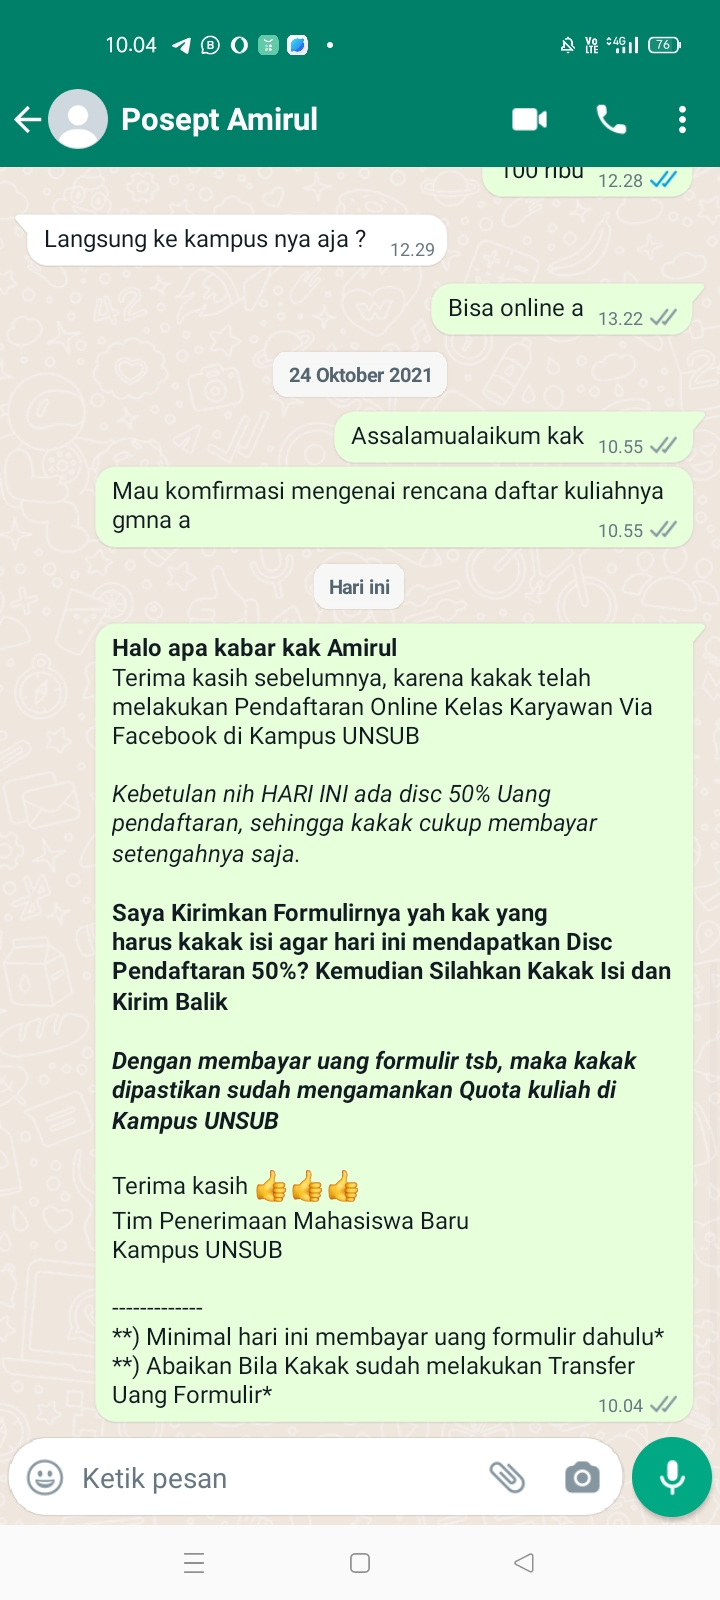 10.04
VoLTE 4G 76
Posept Amirul
100 ribu 12.28
Langsung ke kampus nya aja ? 12.29
Bisa online a 13.22
24 Oktober 2021
Assalamualaikum kak 10.55
Mau komfirmasi mengenai rencana daftar kuliahnya
gmna a 10.55
Hari ini
Halo apa kabar kak Amirul
Terima kasih sebelumnya, karena kakak telah
melakukan Pendaftaran Online Kelas Karyawan Via
Facebook di Kampus UNSUB
Kebetulan nih HARI INI ada disc 50% Uang
pendaftaran, sehingga kakak cukup membayar
setengahnya saja.
Saya Kirimkan Formulirnya yah kak yang
harus kakak isi agar hari ini mendapatkan Disc
Pendaftaran 50%? Kemudian Silahkan Kakak Isi dan
Kirim Balik
Dengan membayar uang formulir tsb, maka kakak
dipastikan sudah mengamankan Quota kuliah di
Kampus UNSUB
Terima kasih 👍👍👍
Tim Penerimaan Mahasiswa Baru
Kampus UNSUB
-------------
**) Minimal hari ini membayar uang formulir dahulu*
**) Abaikan Bila Kakak sudah melakukan Transfer
Uang Formulir* 10.04
Ketik pesan